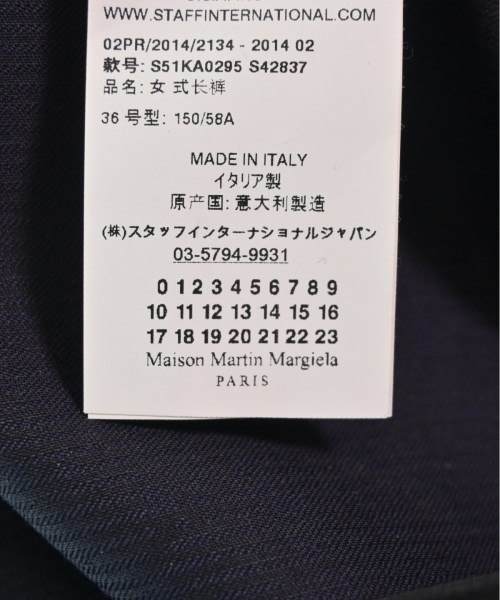 WWW.STAFFINTERNATIONAL.COM
02PR/2014/2134 - 2014 02
款号: S51KA0295 S42837
品名: 女 式长裤
36 号型: 150/58A
MADE IN ITALY
イタリア製
原产国: 意大利製造
(株)スタッフインターナショナルジャパン
03-5794-9931
0 1 2 3 4 5 6 7 8 9
10 11 12 13 14 15 16
17 18 19 20 21 22 23
Maison Martin Margiela
PARIS